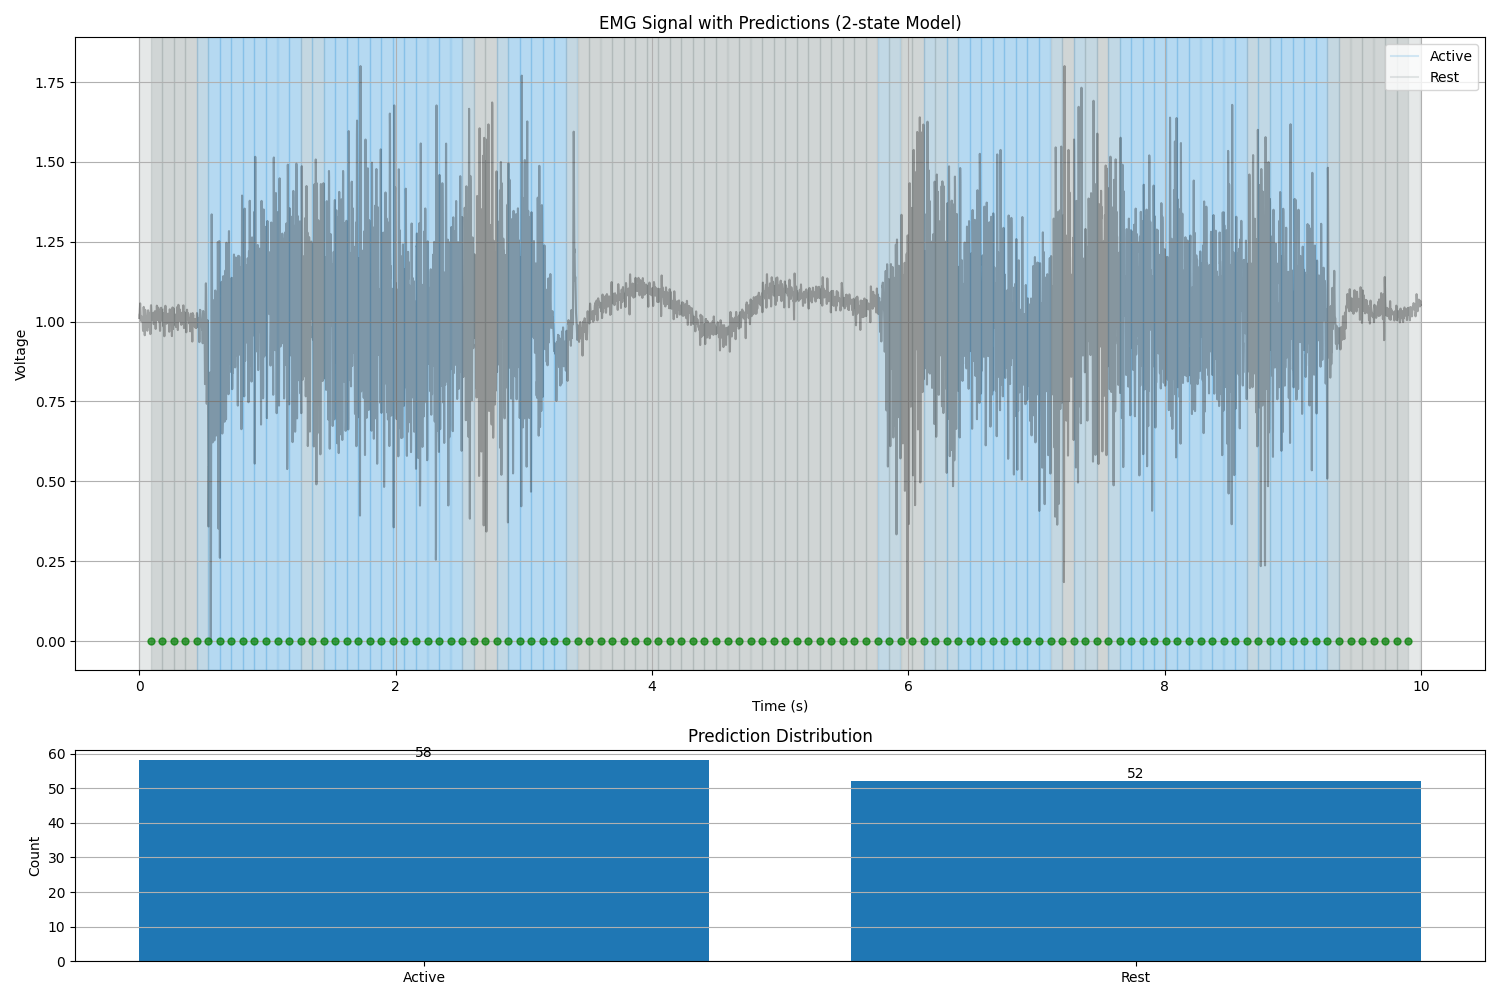 EMG Signal with Predictions (2-state Model)
Active
Rest
1.75
1.50
1.25
1.00
0.75
0.50
0.25
0.00
Voltage
0 2 4 6 8 10
Time (s)
Prediction Distribution
58
52
60
50
40
30
20
10
0
Count
Active Rest